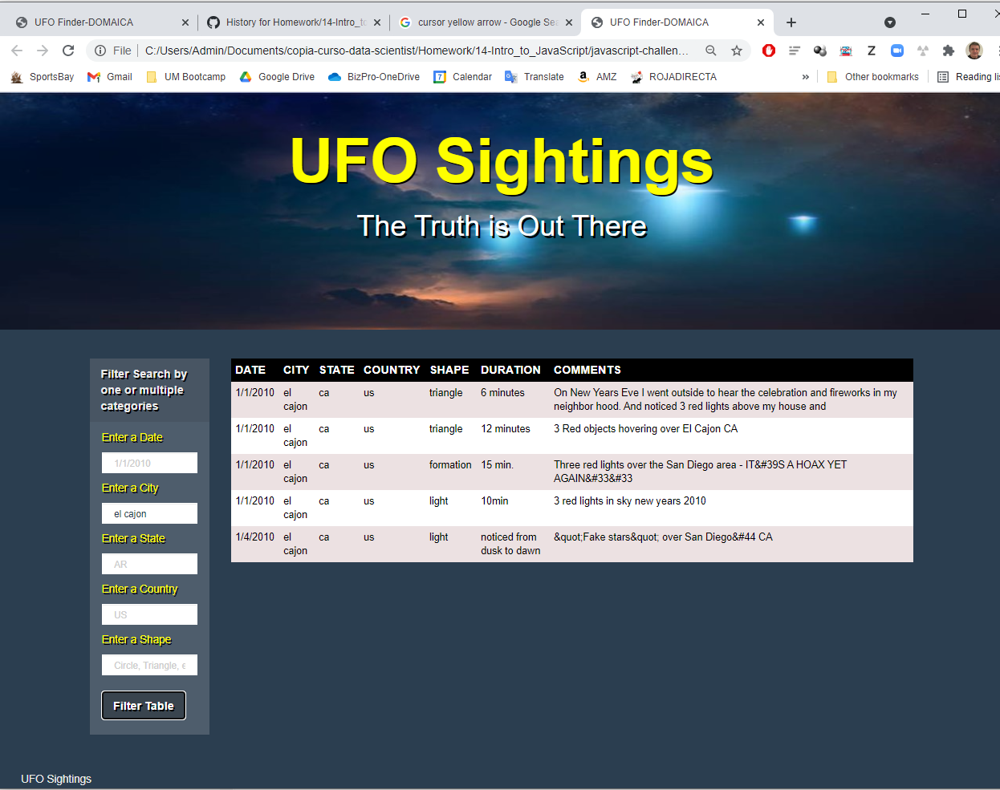 UFO Finder-DOMAICA
History for Homework/14-Intro_to
cursor yellow arrow - Google Sea
UFO Finder-DOMAICA
File
C:/Users/Admin/Documents/copia-curso-data-scientist/Homework/14-Intro_to_JavaScript/javascript-challen…
SportsBay
Gmail
UM Bootcamp
Google Drive
BizPro-OneDrive
7
Calendar
Translate
AMZ
ROJADIRECTA
»
Other bookmarks
Reading lis
UFO Sightings
The Truth is Out There
Filter Search by
one or multiple
categories
Enter a Date
1/1/2010
Enter a City
el cajon
Enter a State
AR
Enter a Country
US
Enter a Shape
Circle, Triangle, e
Filter Table
DATE CITY STATE COUNTRY SHAPE DURATION COMMENTS
1/1/2010 el ca us triangle 6 minutes On New Years Eve I went outside to hear the celebration and fireworks in my
cajon neighbor hood. And noticed 3 red lights above my house and
1/1/2010 el ca us triangle 12 minutes 3 Red objects hovering over El Cajon CA
cajon
1/1/2010 el ca us formation 15 min. Three red lights over the San Diego area - IT&#39S A HOAX YET
cajon AGAIN&#33&#33
1/1/2010 el ca us light 10min 3 red lights in sky new years 2010
cajon
1/4/2010 el ca us light noticed from &quot;Fake stars&quot; over San Diego&#44 CA
cajon dusk to dawn
UFO Sightings